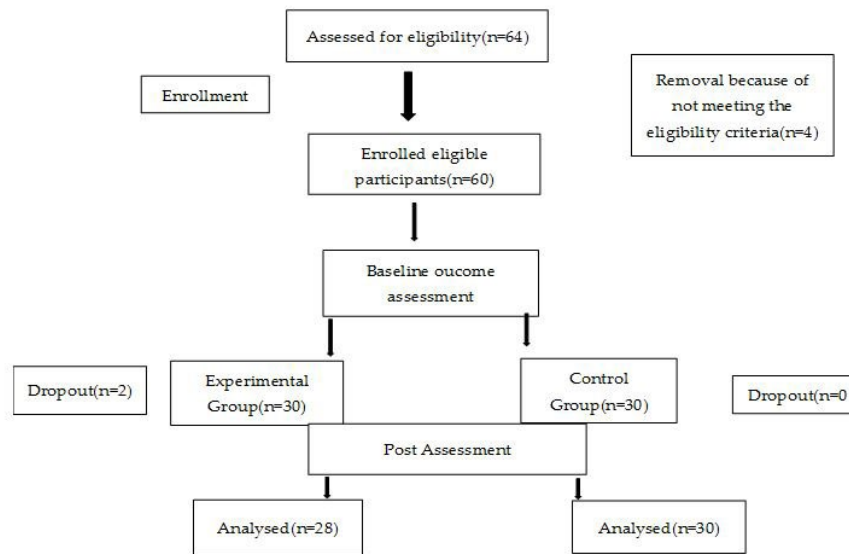 Assessed for eligibility(n=64)
Enrollment
Removal because of
not meeting the
eligibility criteria(n=4)
Enrolled eligible
participants(n=60)
Baseline oucome
assessment
Dropout(n=2)
Experimental
Group(n=30)
Control
Group(n=30)
Dropout(n=0
Post Assessment
Analysed(n=28)
Analysed(n=30)